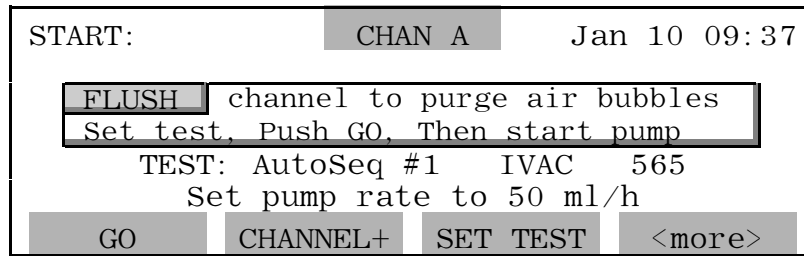 START: CHAN A Jan 10 09:37
FLUSH channel to purge air bubbles
Set test, Push GO, Then start pump
TEST: AutoSeq #1 IVAC 565
Set pump rate to 50 ml/h
GO CHANNEL+ SET TEST <more>